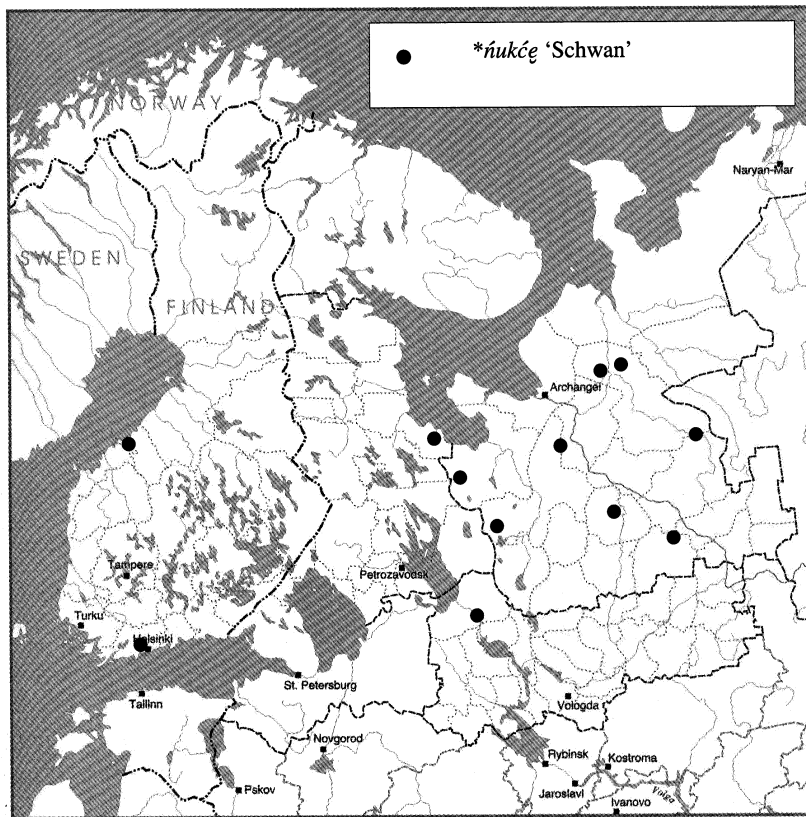 *ńukćę ‘Schwan’
NORWAY
Naryan-Mar
SWEDEN
FINLAND
Archangel
Tampere
Petrozavodsk
Turku
Helsinki
St. Petersburg
Tallinn
Vologda
Novgorod
Rybinsk
Kostroma
Pskov
Jaroslavl
Volga
Ivanovo